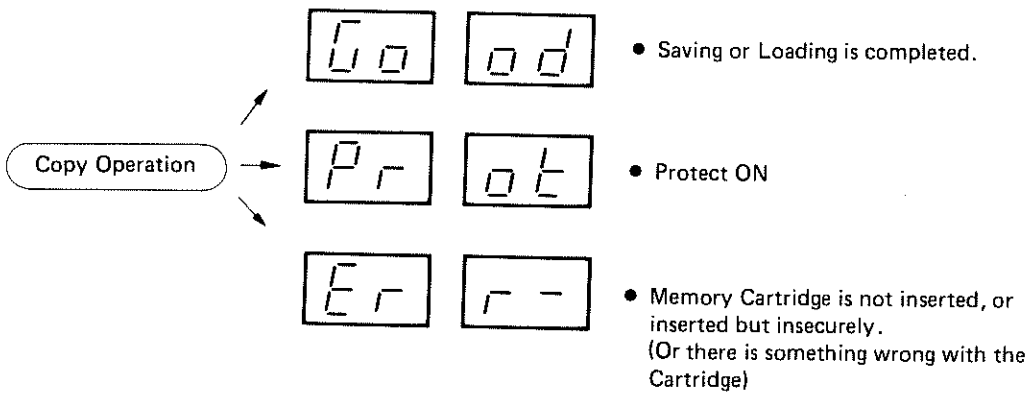 Go od
● Saving or Loading is completed.
Copy Operation
Pr ot
● Protect ON
Er r-
● Memory Cartridge is not inserted, or
inserted but insecurely.
(Or there is something wrong with the
Cartridge)